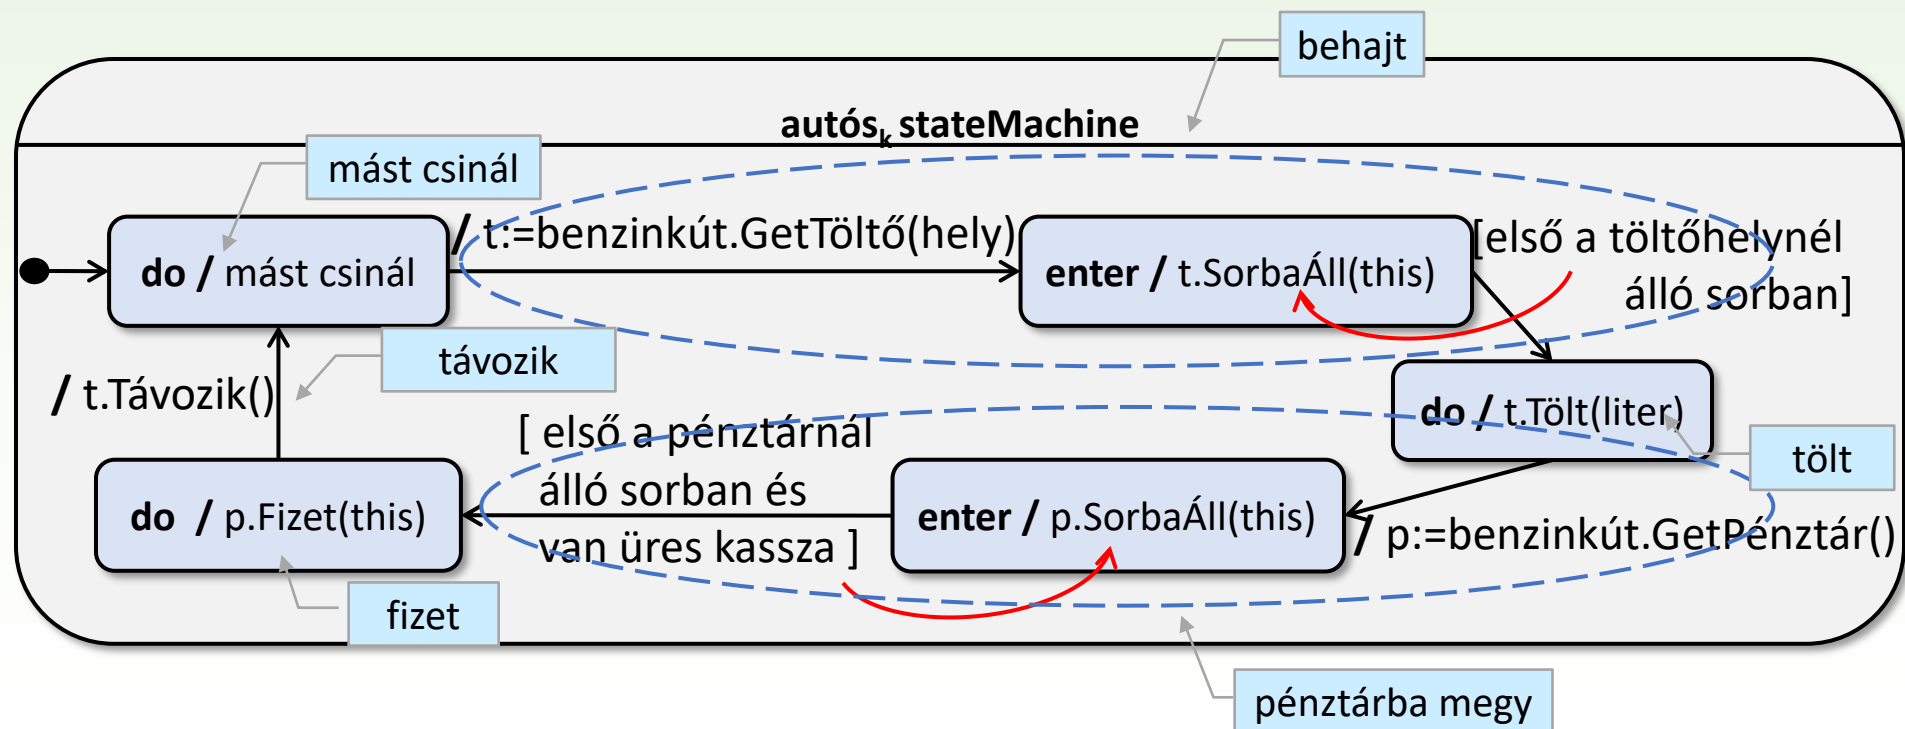 behajt
autósₖ stateMachine
mást csinál
/ t:=benzinkút.GetTöltő(hely)
[első a töltőhelynél
álló sorban]
do / mást csinál
enter / t.SorbaÁll(this)
távozik
/ t.Távozik()
do / t.Tölt(liter)
[ első a pénztárnál
álló sorban és
van üres kassza ]
tölt
do / p.Fizet(this)
enter / p.SorbaÁll(this)
/ p:=benzinkút.GetPénztár()
fizet
pénztárba megy